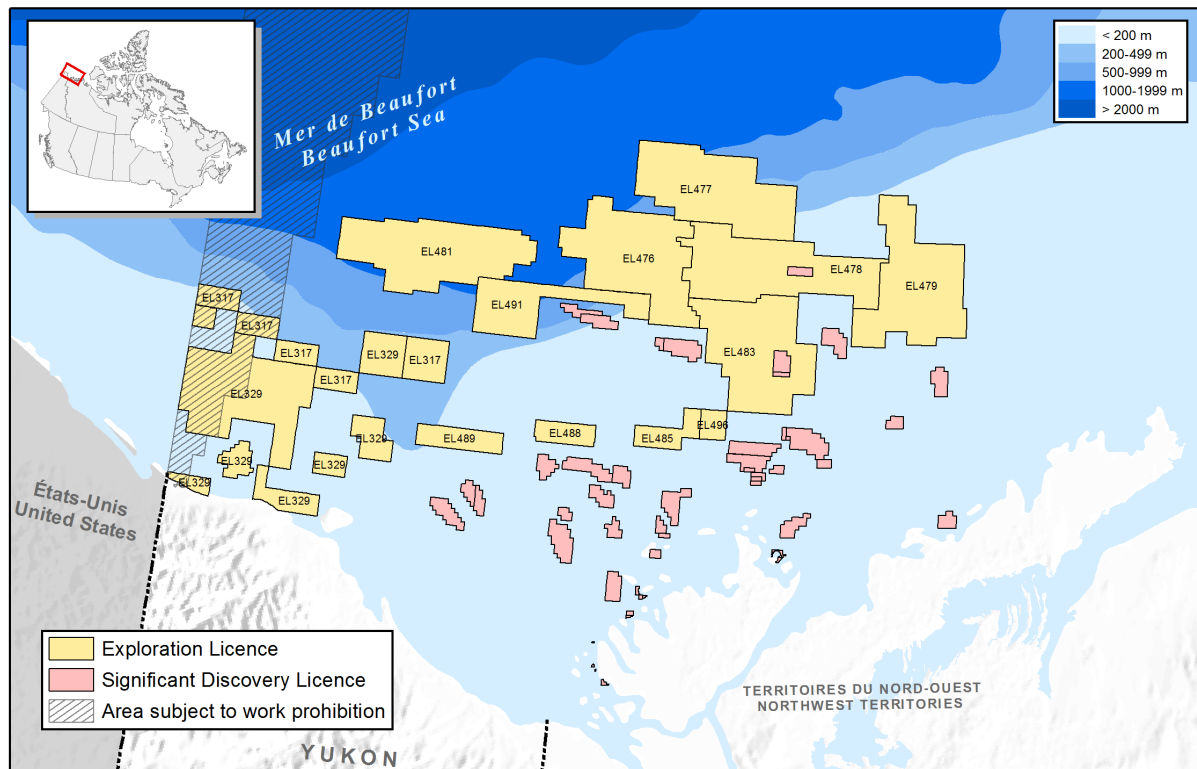 < 200 m
200-499 m
500-999 m
1000-1999 m
> 2000 m
Mer de Beaufort
Beaufort Sea
EL477
EL481
EL476
EL478
EL479
EL491
EL317
EL317
EL317
EL329
EL317
EL483
EL317
EL329
EL496
EL329
EL489
EL488
EL485
EL329
EL329
EL329
EL329
États-Unis
United States
Exploration Licence
Significant Discovery Licence
Area subject to work prohibition
TERRITOIRES DU NORD-OUEST
NORTHWEST TERRITORIES
YUKON